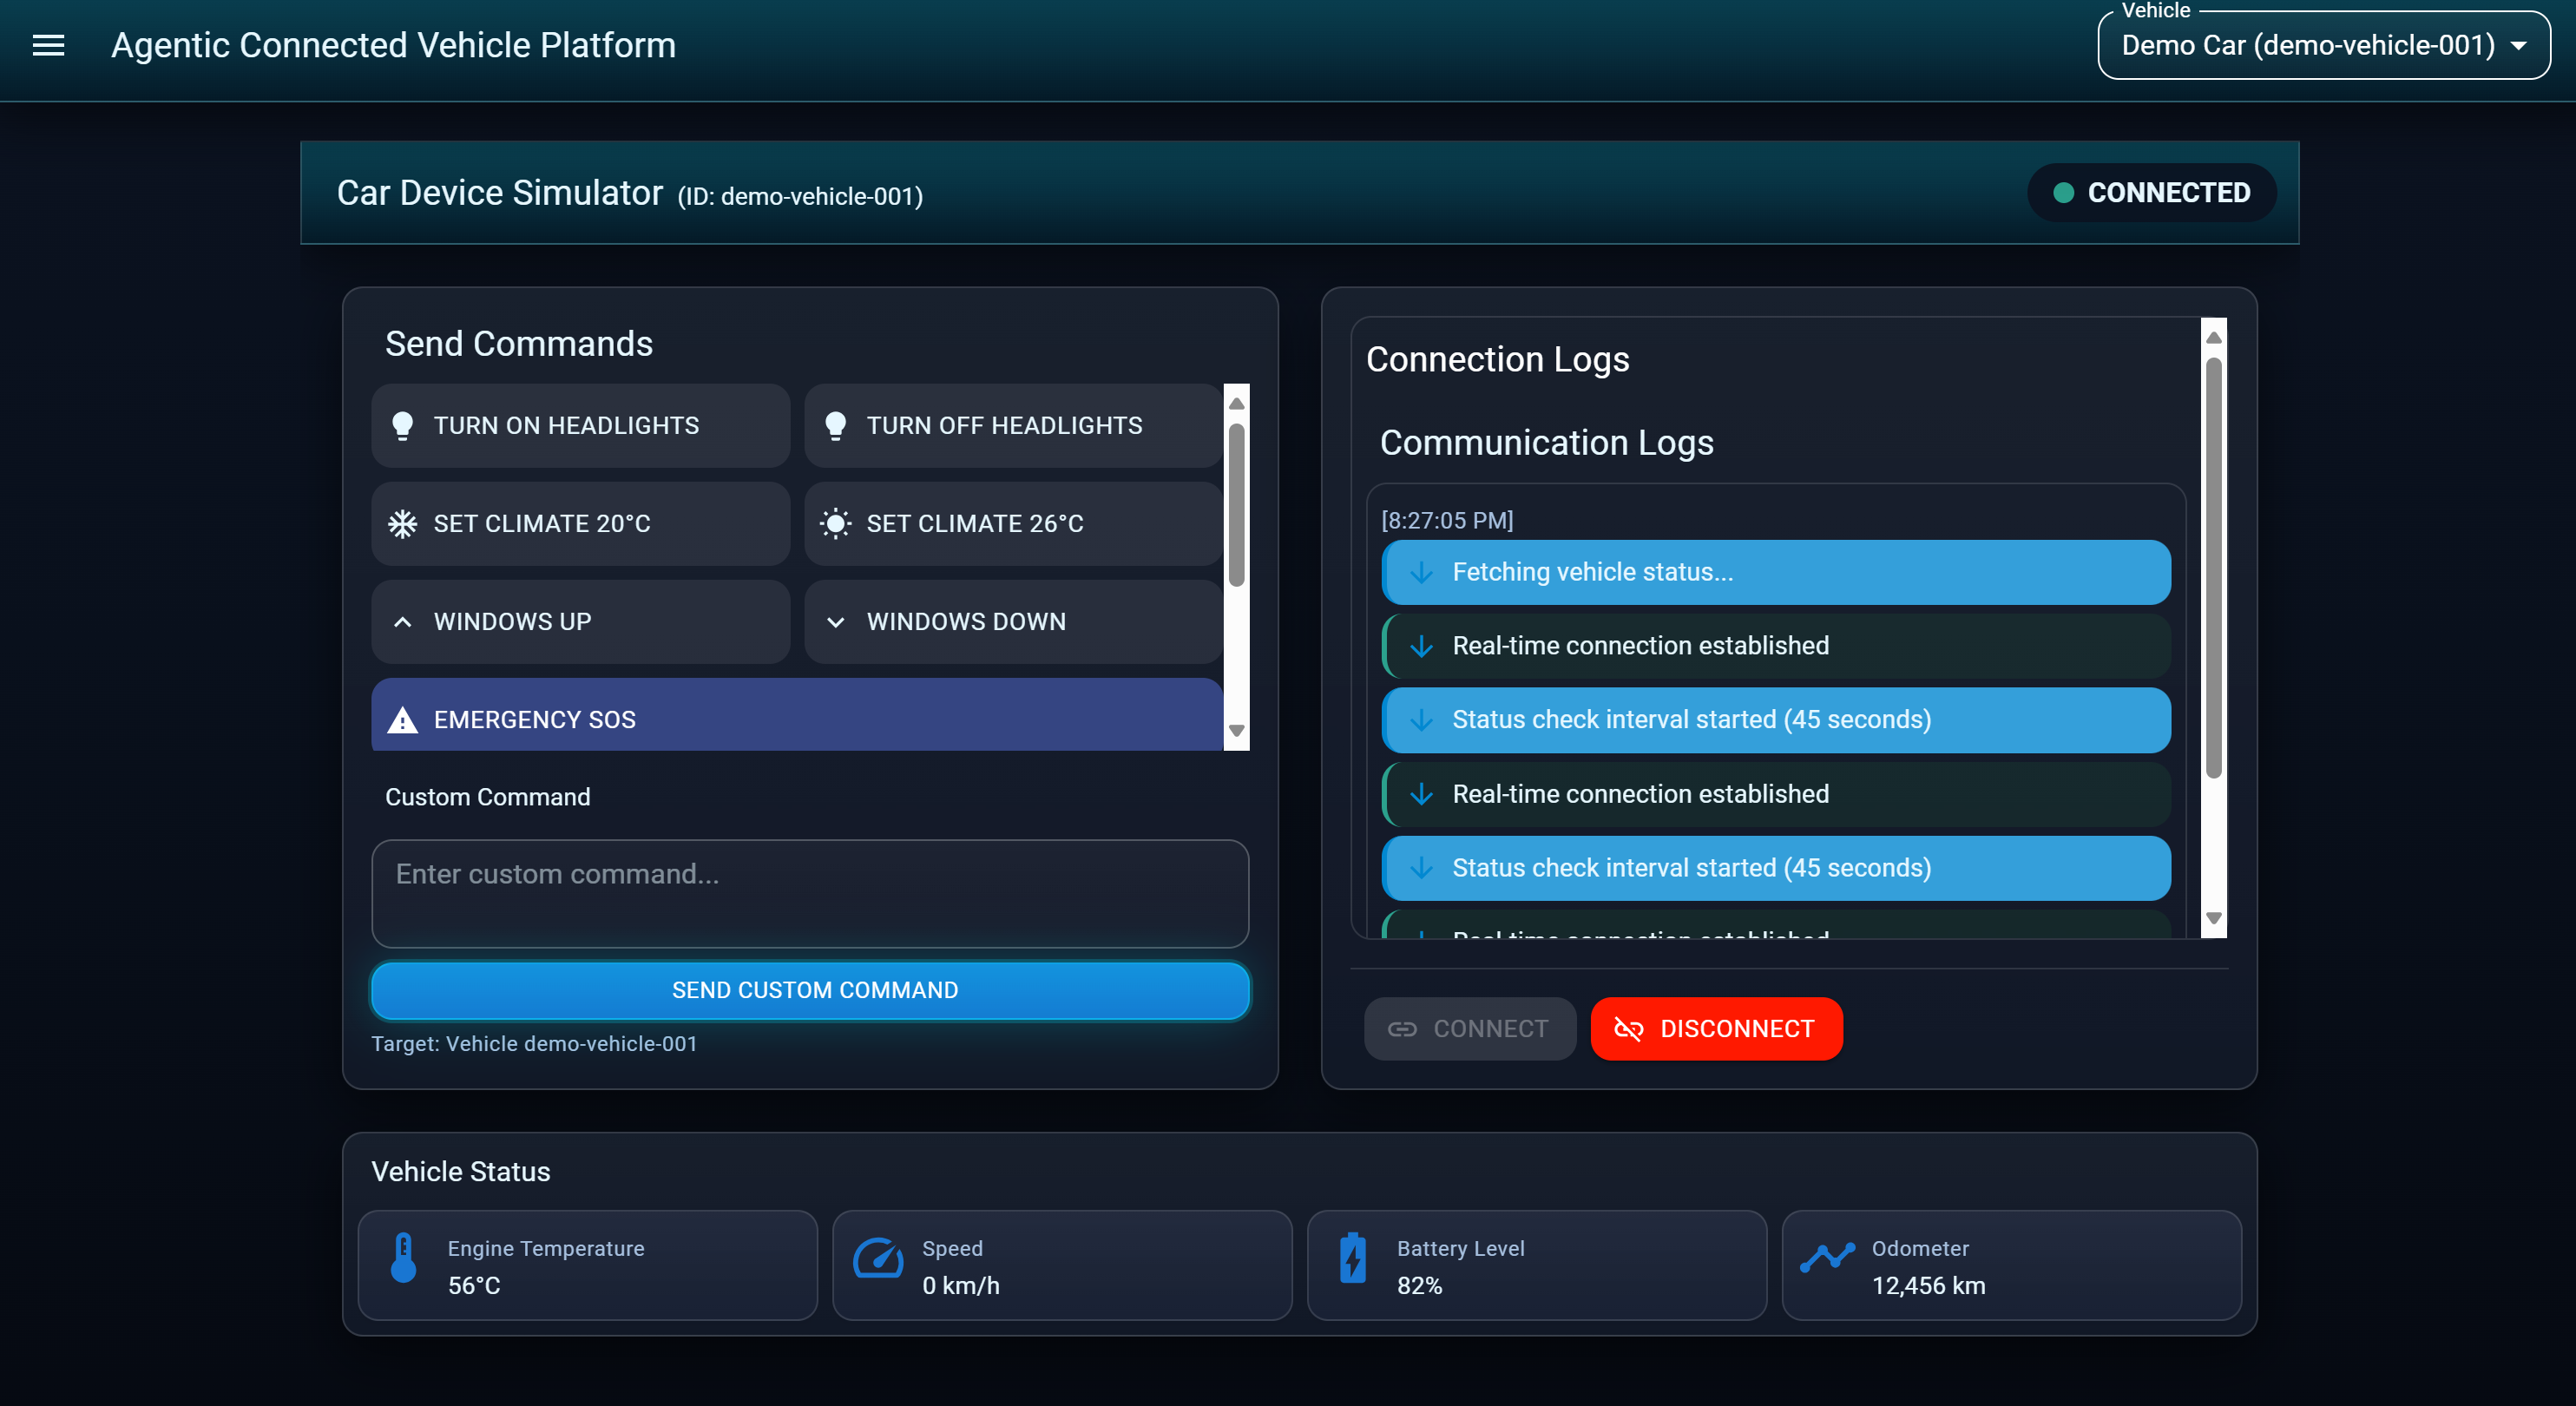 Agentic Connected Vehicle Platform
Vehicle
Demo Car (demo-vehicle-001)
Car Device Simulator (ID: demo-vehicle-001)
CONNECTED
Send Commands
TURN ON HEADLIGHTS
TURN OFF HEADLIGHTS
SET CLIMATE 20°C
SET CLIMATE 26°C
WINDOWS UP
WINDOWS DOWN
EMERGENCY SOS
Custom Command
Enter custom command...
SEND CUSTOM COMMAND
Target: Vehicle demo-vehicle-001
Connection Logs
Communication Logs
[8:27:05 PM]
Fetching vehicle status...
Real-time connection established
Status check interval started (45 seconds)
Real-time connection established
Status check interval started (45 seconds)
Real-time connection established
CONNECT
DISCONNECT
Vehicle Status
Engine Temperature
56°C
Speed
0 km/h
Battery Level
82%
Odometer
12,456 km